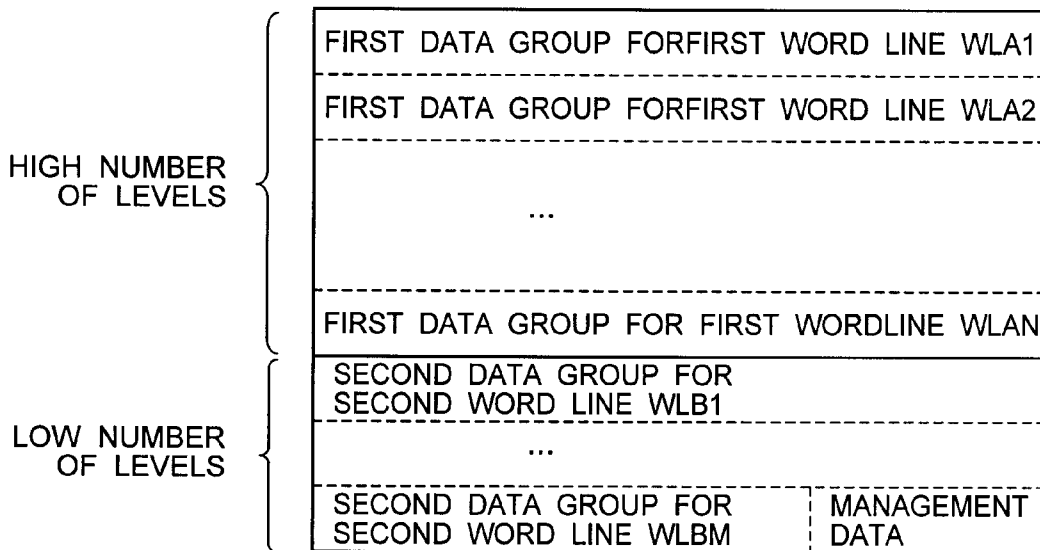 FIRST DATA GROUP FORFIRST WORD LINE WLA1
FIRST DATA GROUP FORFIRST WORD LINE WLA2
HIGH NUMBER
OF LEVELS
...
FIRST DATA GROUP FOR FIRST WORDLINE WLAN
SECOND DATA GROUP FOR
SECOND WORD LINE WLB1
LOW NUMBER
OF LEVELS
...
SECOND DATA GROUP FOR
SECOND WORD LINE WLBM
MANAGEMENT
DATA